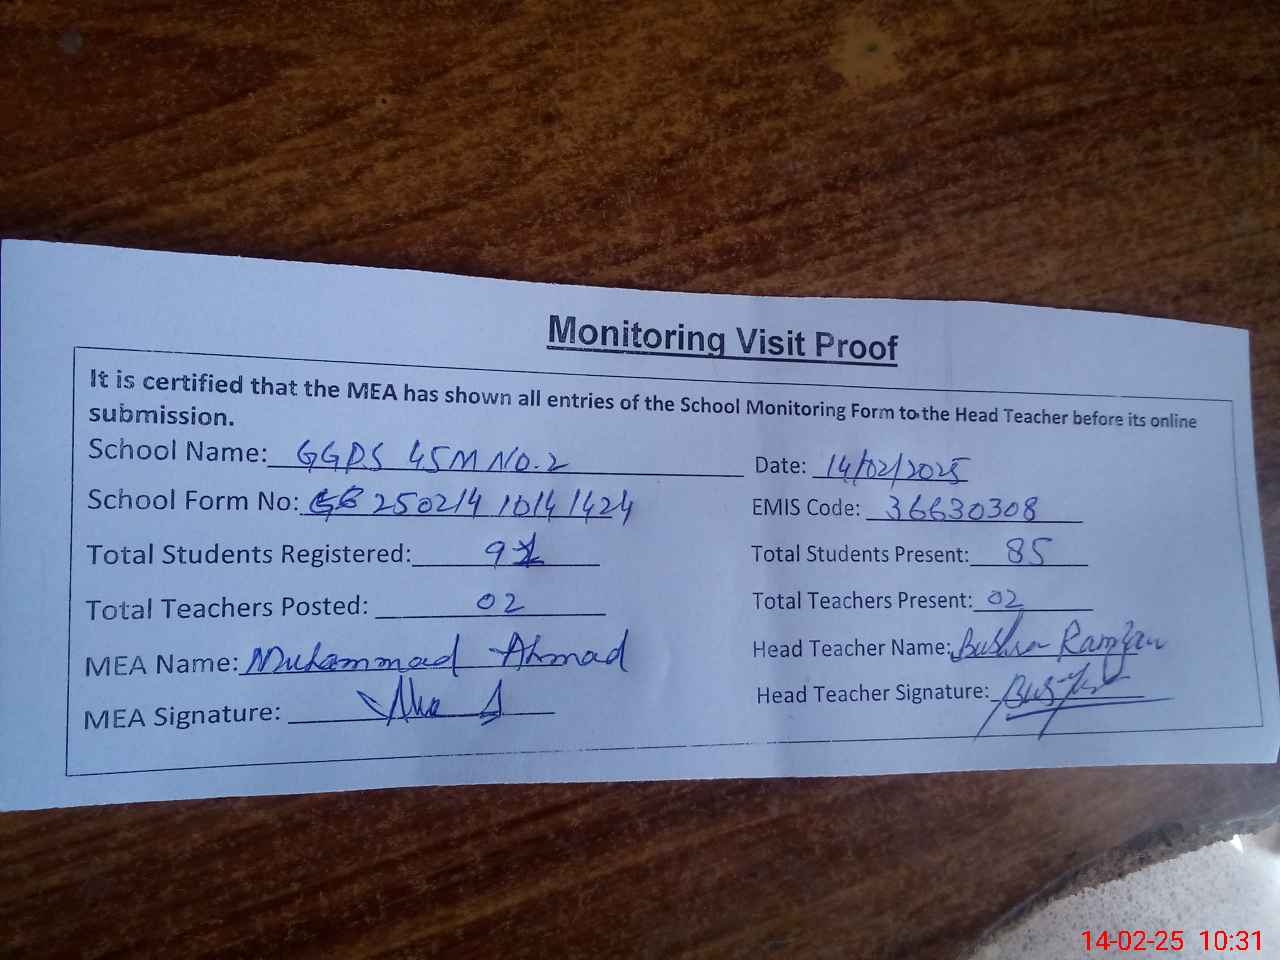 Monitoring Visit Proof
It is certified that the MEA has shown all entries of the School Monitoring Form to the Head Teacher before its online
submission.
School Name: GGPS 45M NO.2 Date: 14/02/2025
School Form No: 250214 10141424 EMIS Code: 36630308
Total Students Registered: Total Students Present: 85
Total Teachers Posted: 02 Total Teachers Present: 02
MEA Name: Muhammad Ahmad Head Teacher Name: Bushra Ramzan
MEA Signature: Head Teacher Signature:
14-02-25 10:31